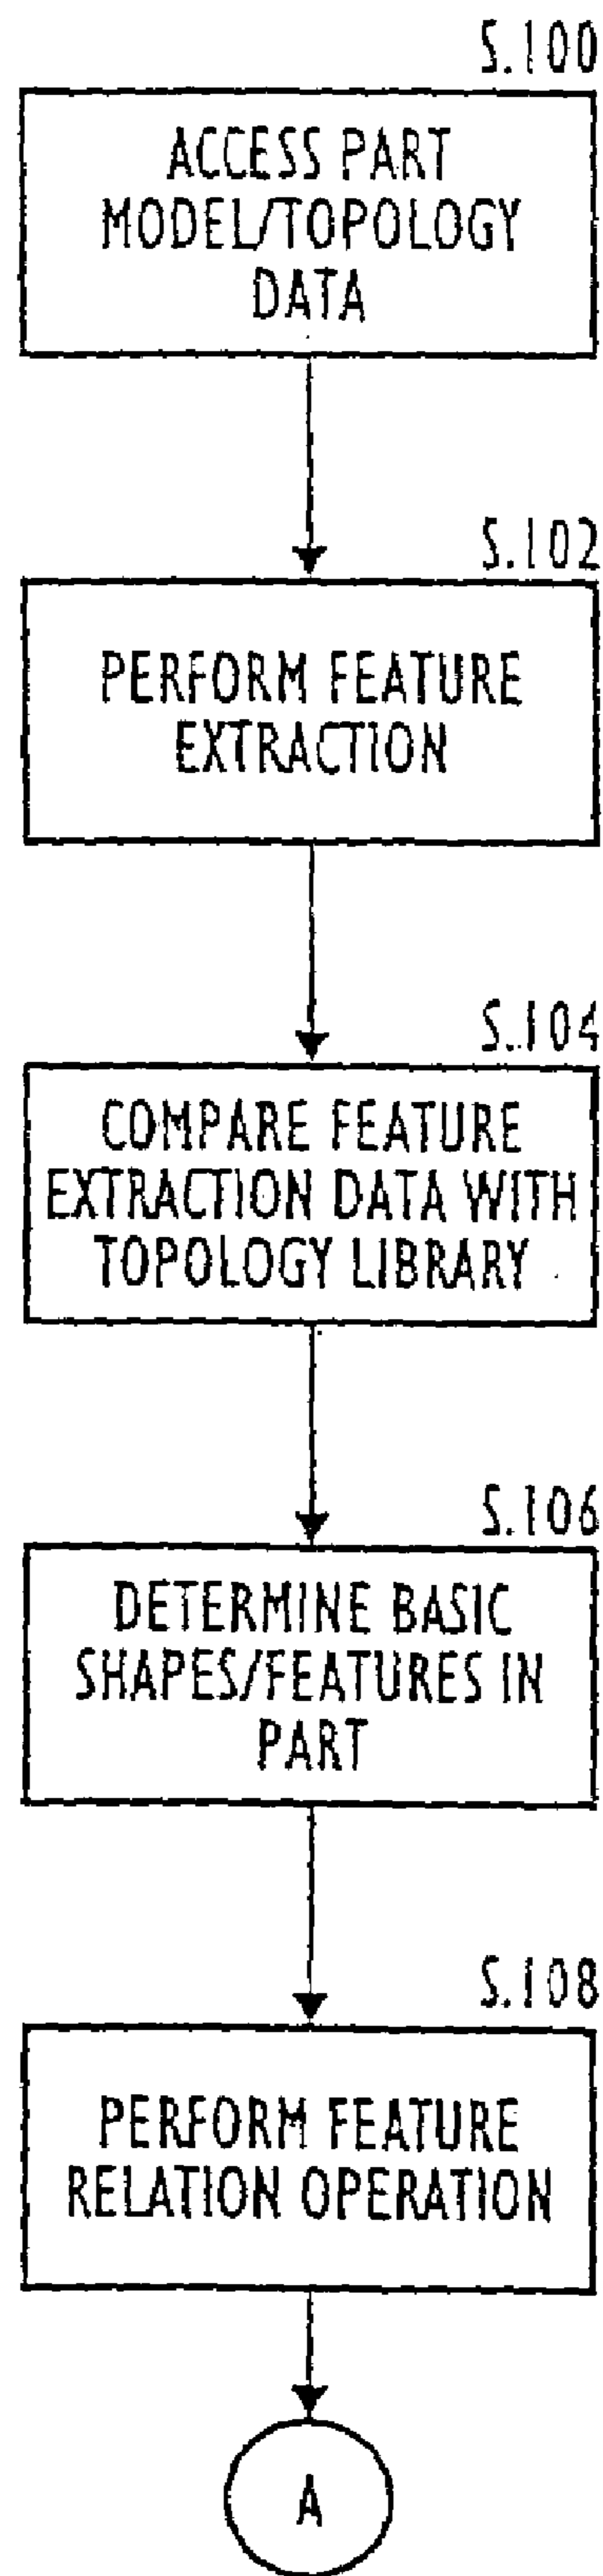 S.100
ACCESS PART
MODEL/TOPOLOGY
DATA
S.102
PERFORM FEATURE
EXTRACTION
S.104
COMPARE FEATURE
EXTRACTION DATA WITH
TOPOLOGY LIBRARY
S.106
DETERMINE BASIC
SHAPES/FEATURES IN
PART
S.108
PERFORM FEATURE
RELATION OPERATION
A